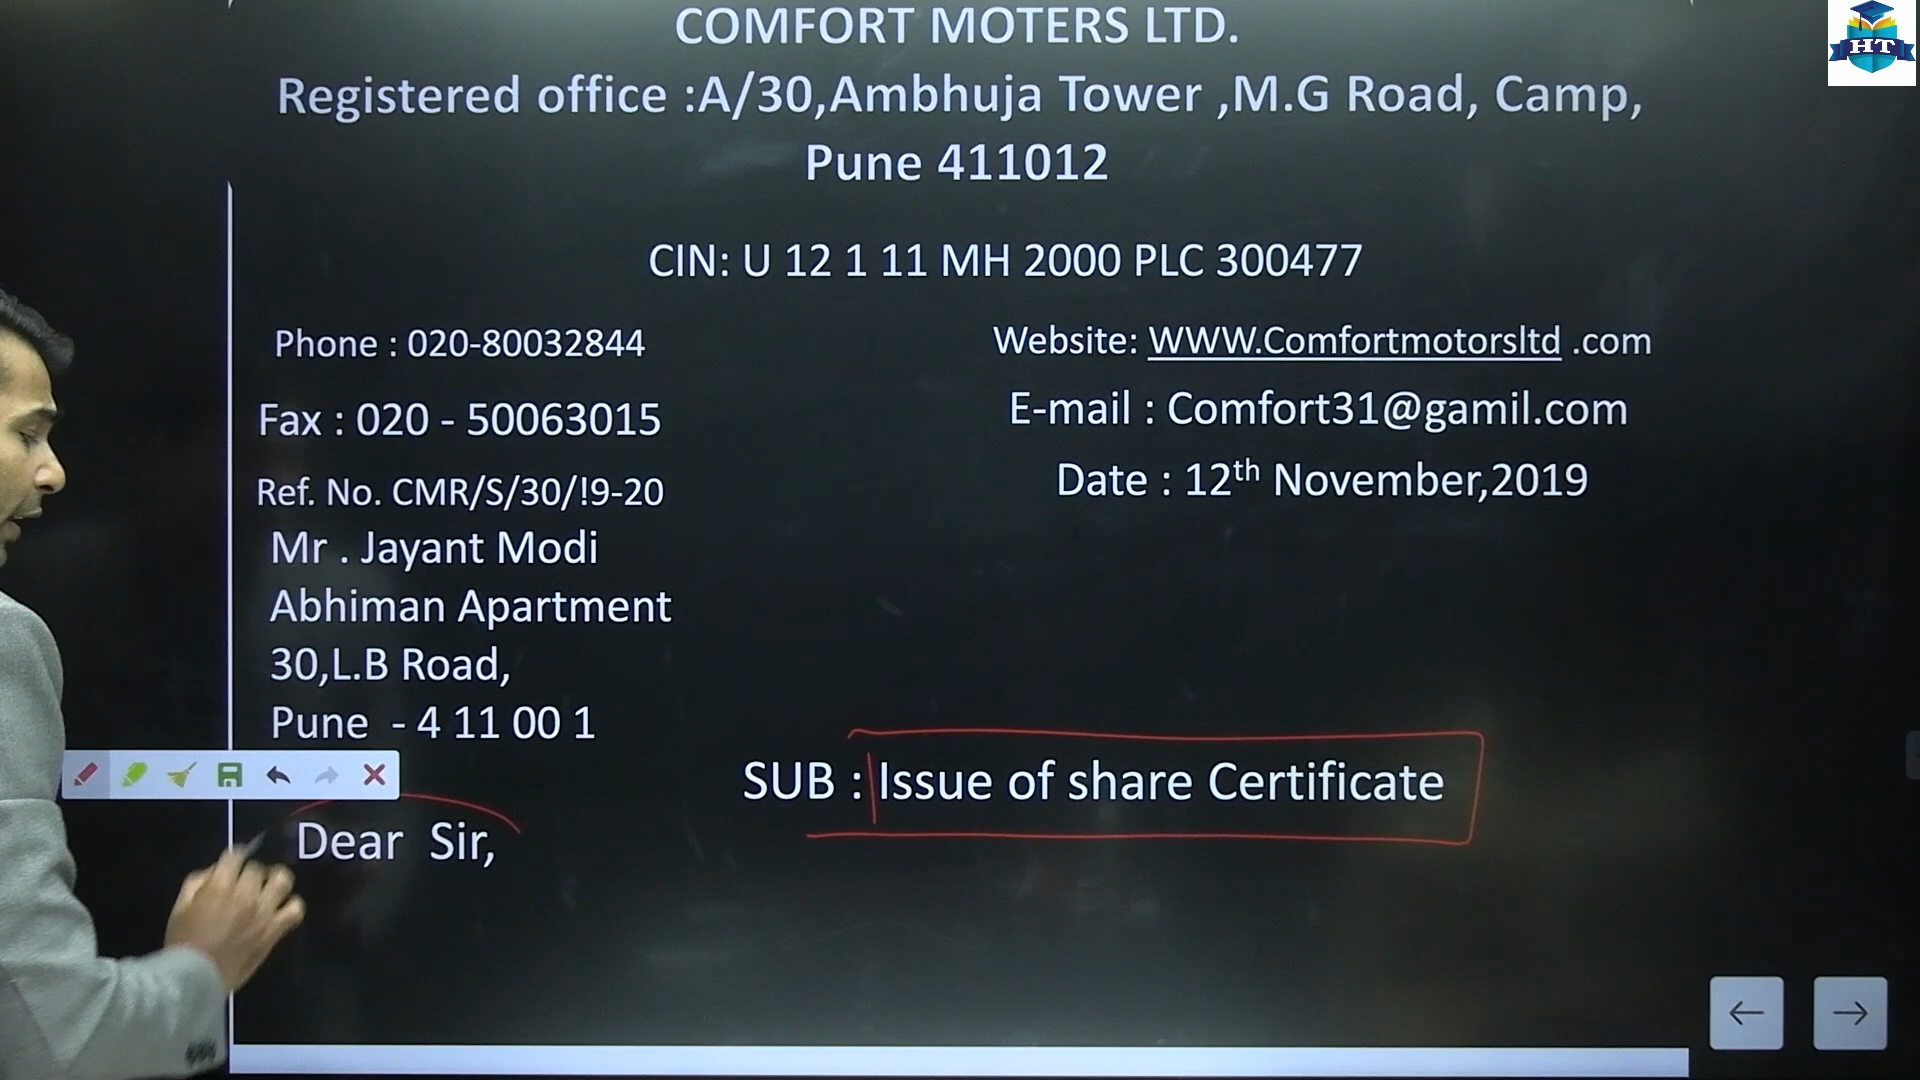 COMFORT MOTERS LTD.
Registered office :A/30,Ambhuja Tower ,M.G Road, Camp,
Pune 411012
CIN: U 12 1 11 MH 2000 PLC 300477
Phone : 020-80032844
Website: WWW.Comfortmotorsltd .com
Fax : 020 - 50063015
E-mail : Comfort31@gamil.com
Ref. No. CMR/S/30/!9-20
Date : 12th November,2019
Mr . Jayant Modi
Abhiman Apartment
30,L.B Road,
Pune - 4 11 00 1
SUB : Issue of share Certificate
Dear Sir,
HT